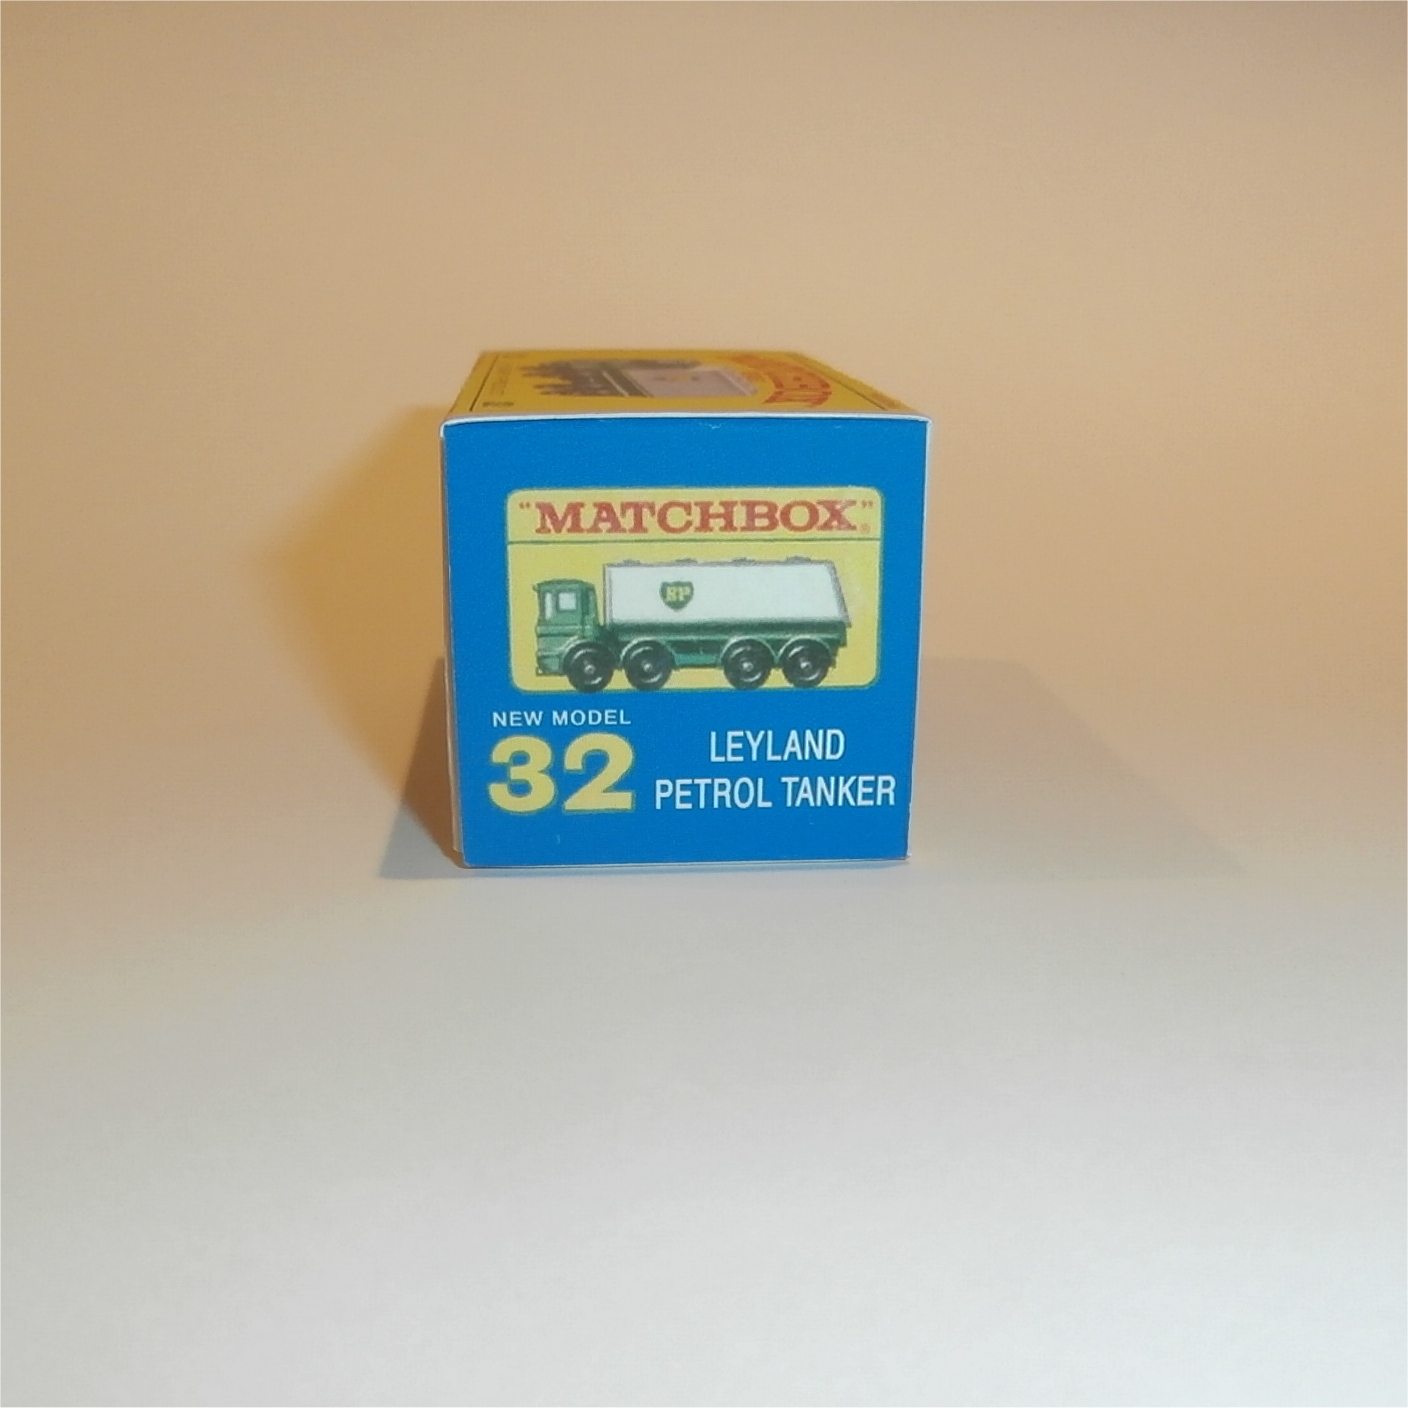 "MATCHBOX"®
BP
NEW MODEL
32
LEYLAND
PETROL TANKER